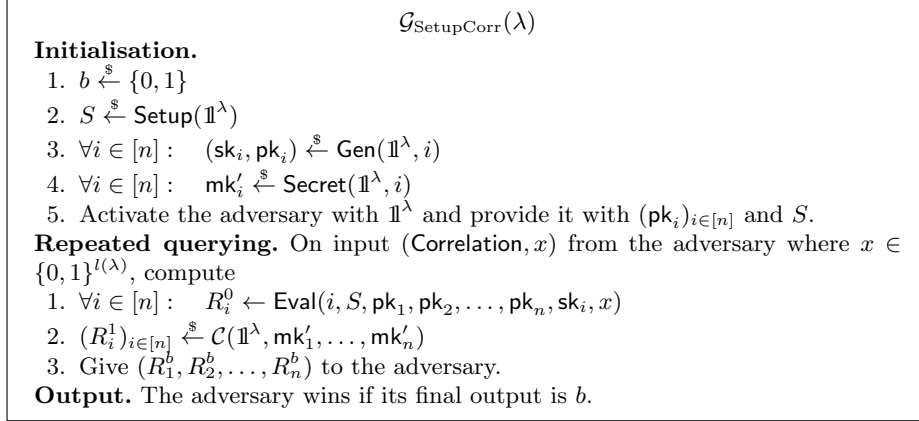 𝒢_SetupCorr(λ)
Initialisation.
1. b ←$ {0, 1}
2. S ←$ Setup(𝟙^λ)
3. ∀i ∈ [n] : (sk_i, pk_i) ←$ Gen(𝟙^λ, i)
4. ∀i ∈ [n] : mk′_i ←$ Secret(𝟙^λ, i)
5. Activate the adversary with 𝟙^λ and provide it with (pk_i)_{i∈[n]} and S.
Repeated querying. On input (Correlation, x) from the adversary where x ∈
{0, 1}^{l(λ)}, compute
1. ∀i ∈ [n] : R_i^0 ← Eval(i, S, pk_1, pk_2, . . . , pk_n, sk_i, x)
2. (R_i^1)_{i∈[n]} ←$ 𝒞(𝟙^λ, mk′_1, . . . , mk′_n)
3. Give (R_1^b, R_2^b, . . . , R_n^b) to the adversary.
Output. The adversary wins if its final output is b.